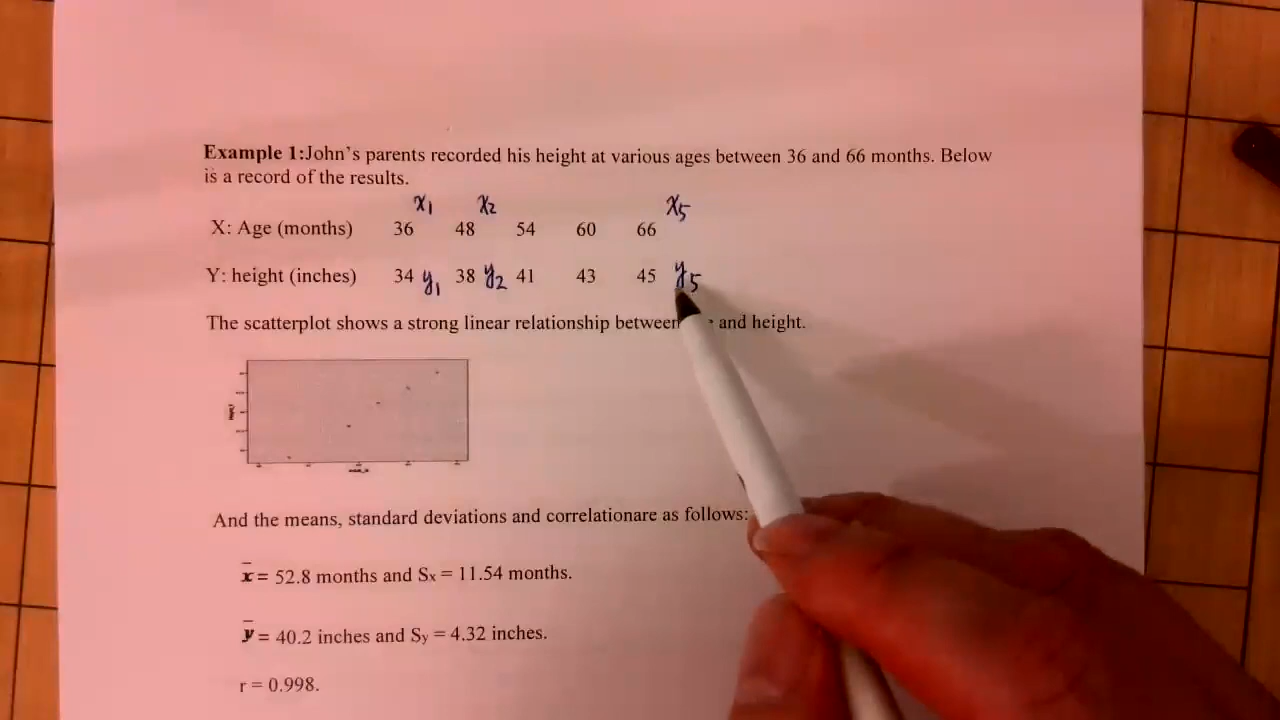 Example 1:John's parents recorded his height at various ages between 36 and 66 months. Below
is a record of the results.
x1 x2 x5
X: Age (months) 36 48 54 60 66
Y: height (inches) 34 y1 38 y2 41 43 45 y5
The scatterplot shows a strong linear relationship between and height.
And the means, standard deviations and correlationare as follows:
x̄ = 52.8 months and Sx = 11.54 months.
ȳ = 40.2 inches and Sy = 4.32 inches.
r = 0.998.